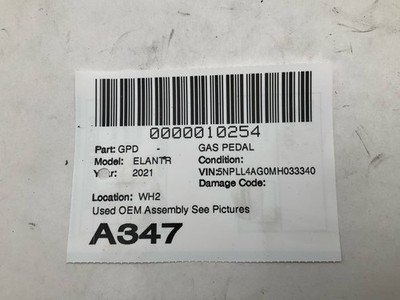 0000010254
Part: GPD - GAS PEDAL
Model: ELANTR Condition:
Year: 2021 VIN:5NPLL4AG0MH033340
Damage Code:
Location: WH2
Used OEM Assembly See Pictures
A347